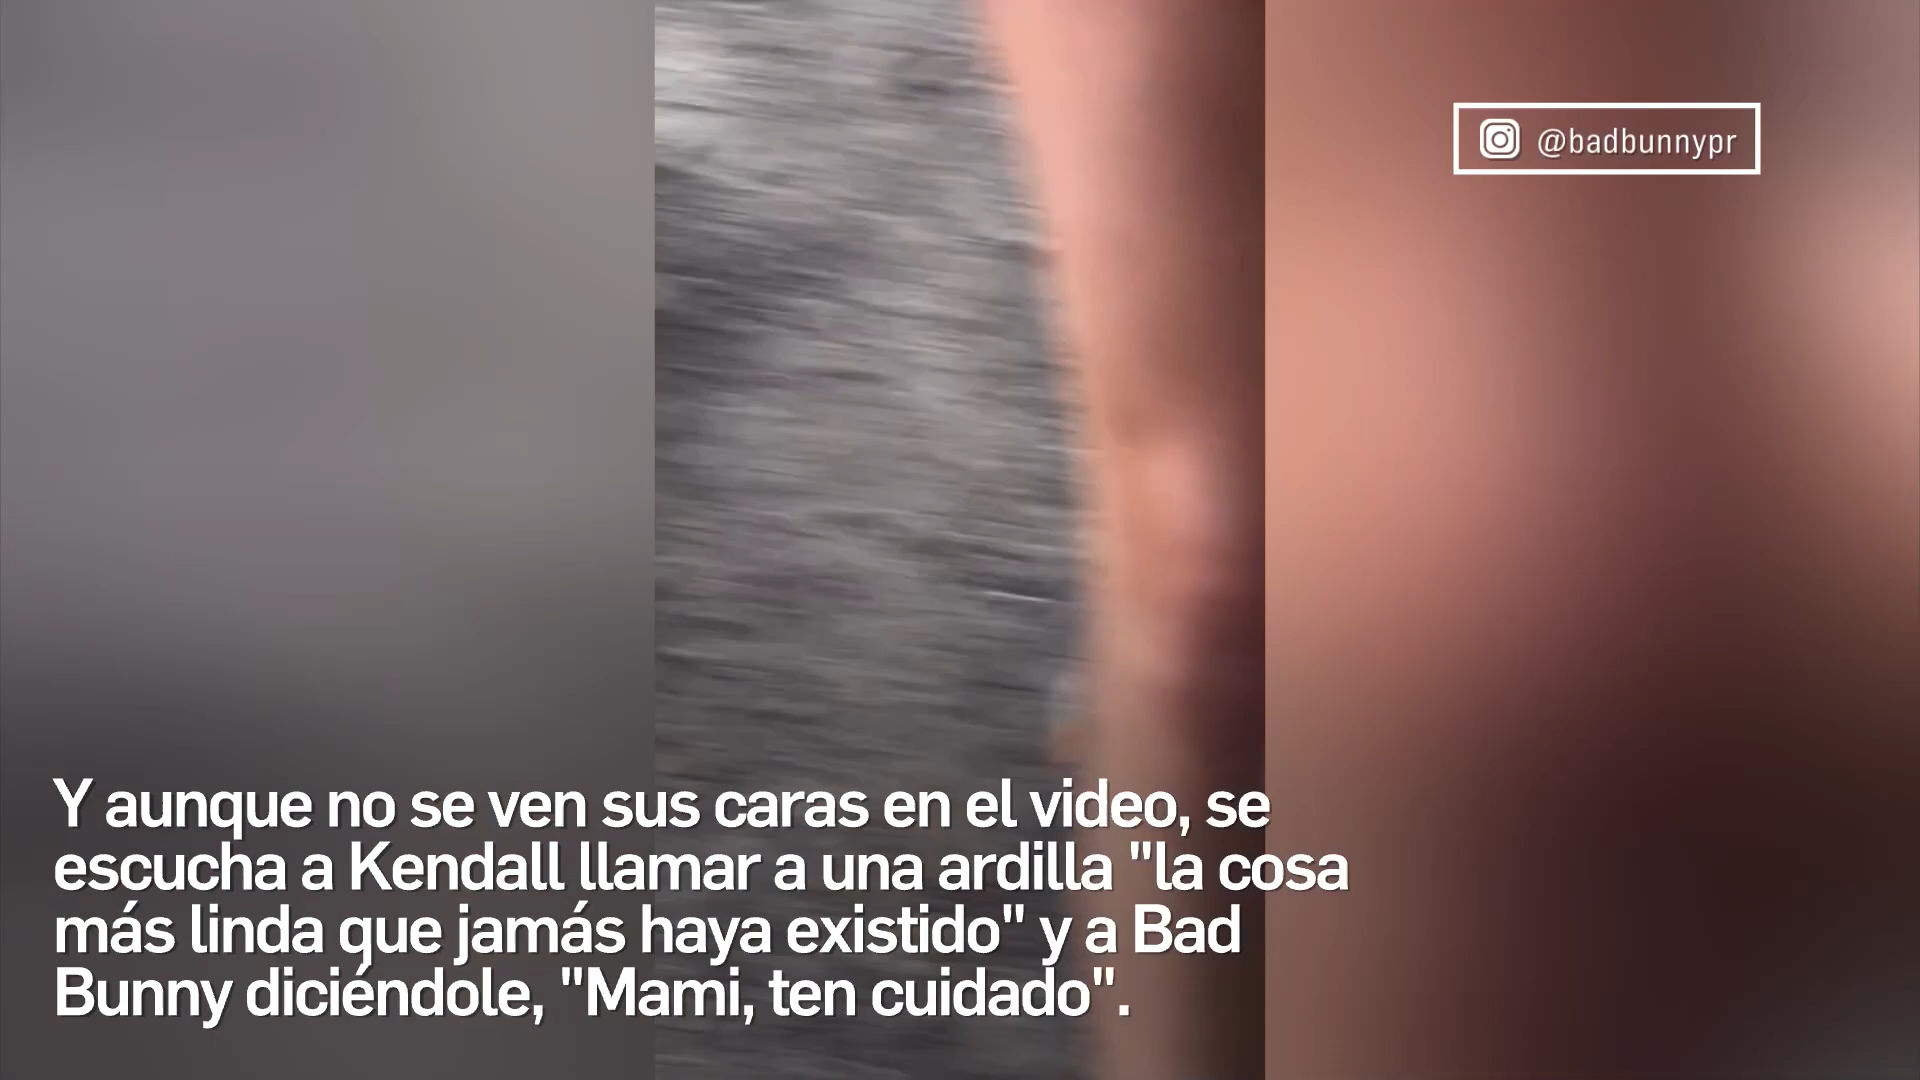 @badbunnypr
Y aunque no se ven sus caras en el video, se
escucha a Kendall llamar a una ardilla "la cosa
más linda que jamás haya existido" y a Bad
Bunny diciéndole, "Mami, ten cuidado".